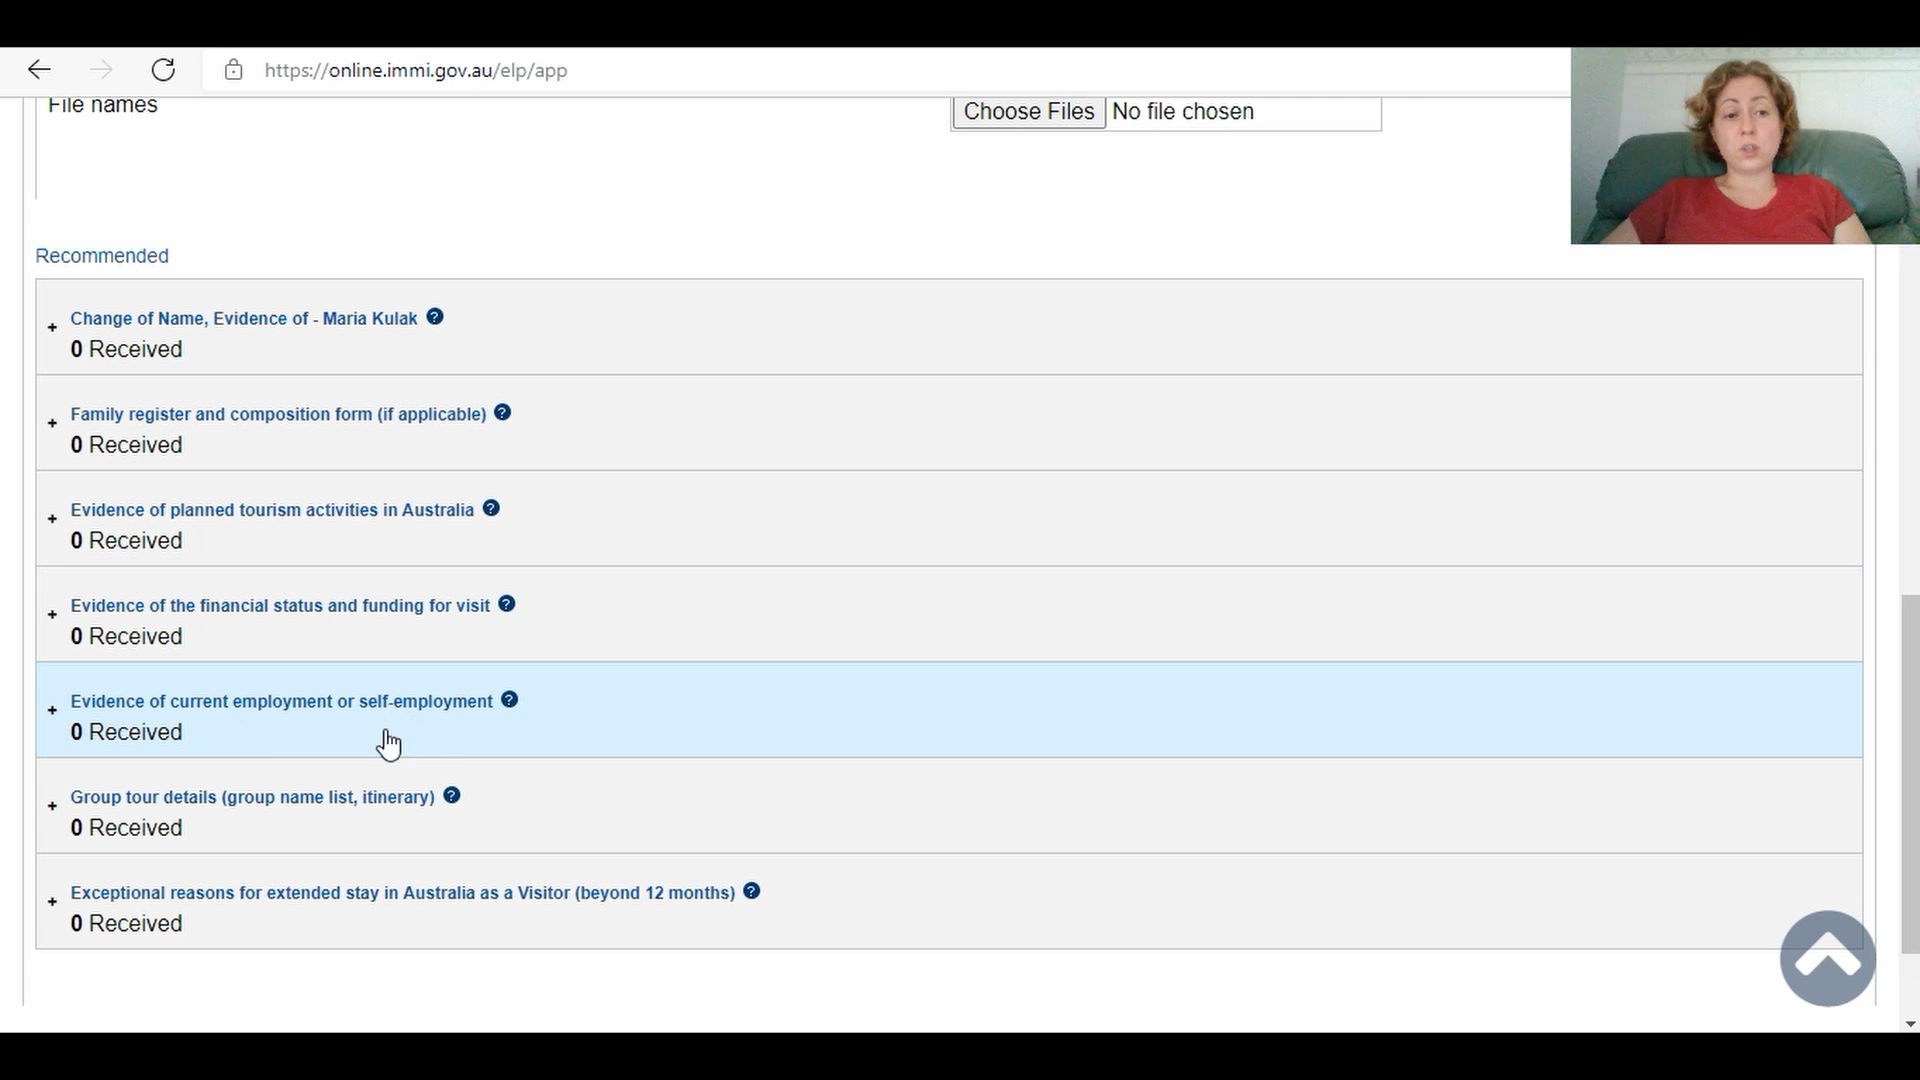 https://online.immi.gov.au/elp/app
File names
Choose Files No file chosen
Recommended
+ Change of Name, Evidence of - Maria Kulak ?
0 Received
+ Family register and composition form (if applicable) ?
0 Received
+ Evidence of planned tourism activities in Australia ?
0 Received
+ Evidence of the financial status and funding for visit ?
0 Received
+ Evidence of current employment or self-employment ?
0 Received
+ Group tour details (group name list, itinerary) ?
0 Received
+ Exceptional reasons for extended stay in Australia as a Visitor (beyond 12 months) ?
0 Received